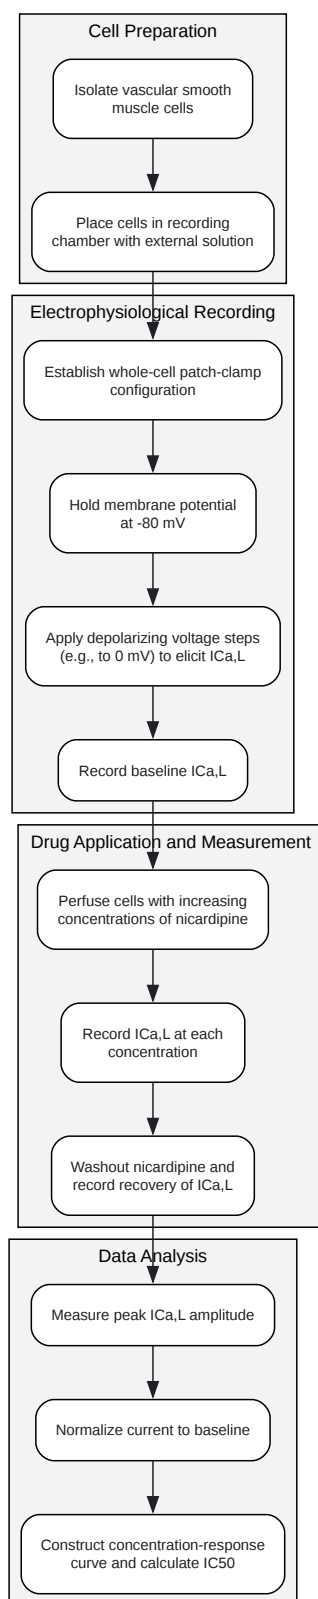 Cell Preparation
Isolate vascular smooth
muscle cells
Place cells in recording
chamber with external solution
Electrophysiological Recording
Establish whole-cell patch-clamp
configuration
Hold membrane potential
at -80 mV
Apply depolarizing voltage steps
(e.g., to 0 mV) to elicit ICa,L
Record baseline ICa,L
Drug Application and Measurement
Perfuse cells with increasing
concentrations of nicardipine
Record ICa,L at each
concentration
Washout nicardipine and
record recovery of ICa,L
Data Analysis
Measure peak ICa,L amplitude
Normalize current to baseline
Construct concentration-response
curve and calculate IC50